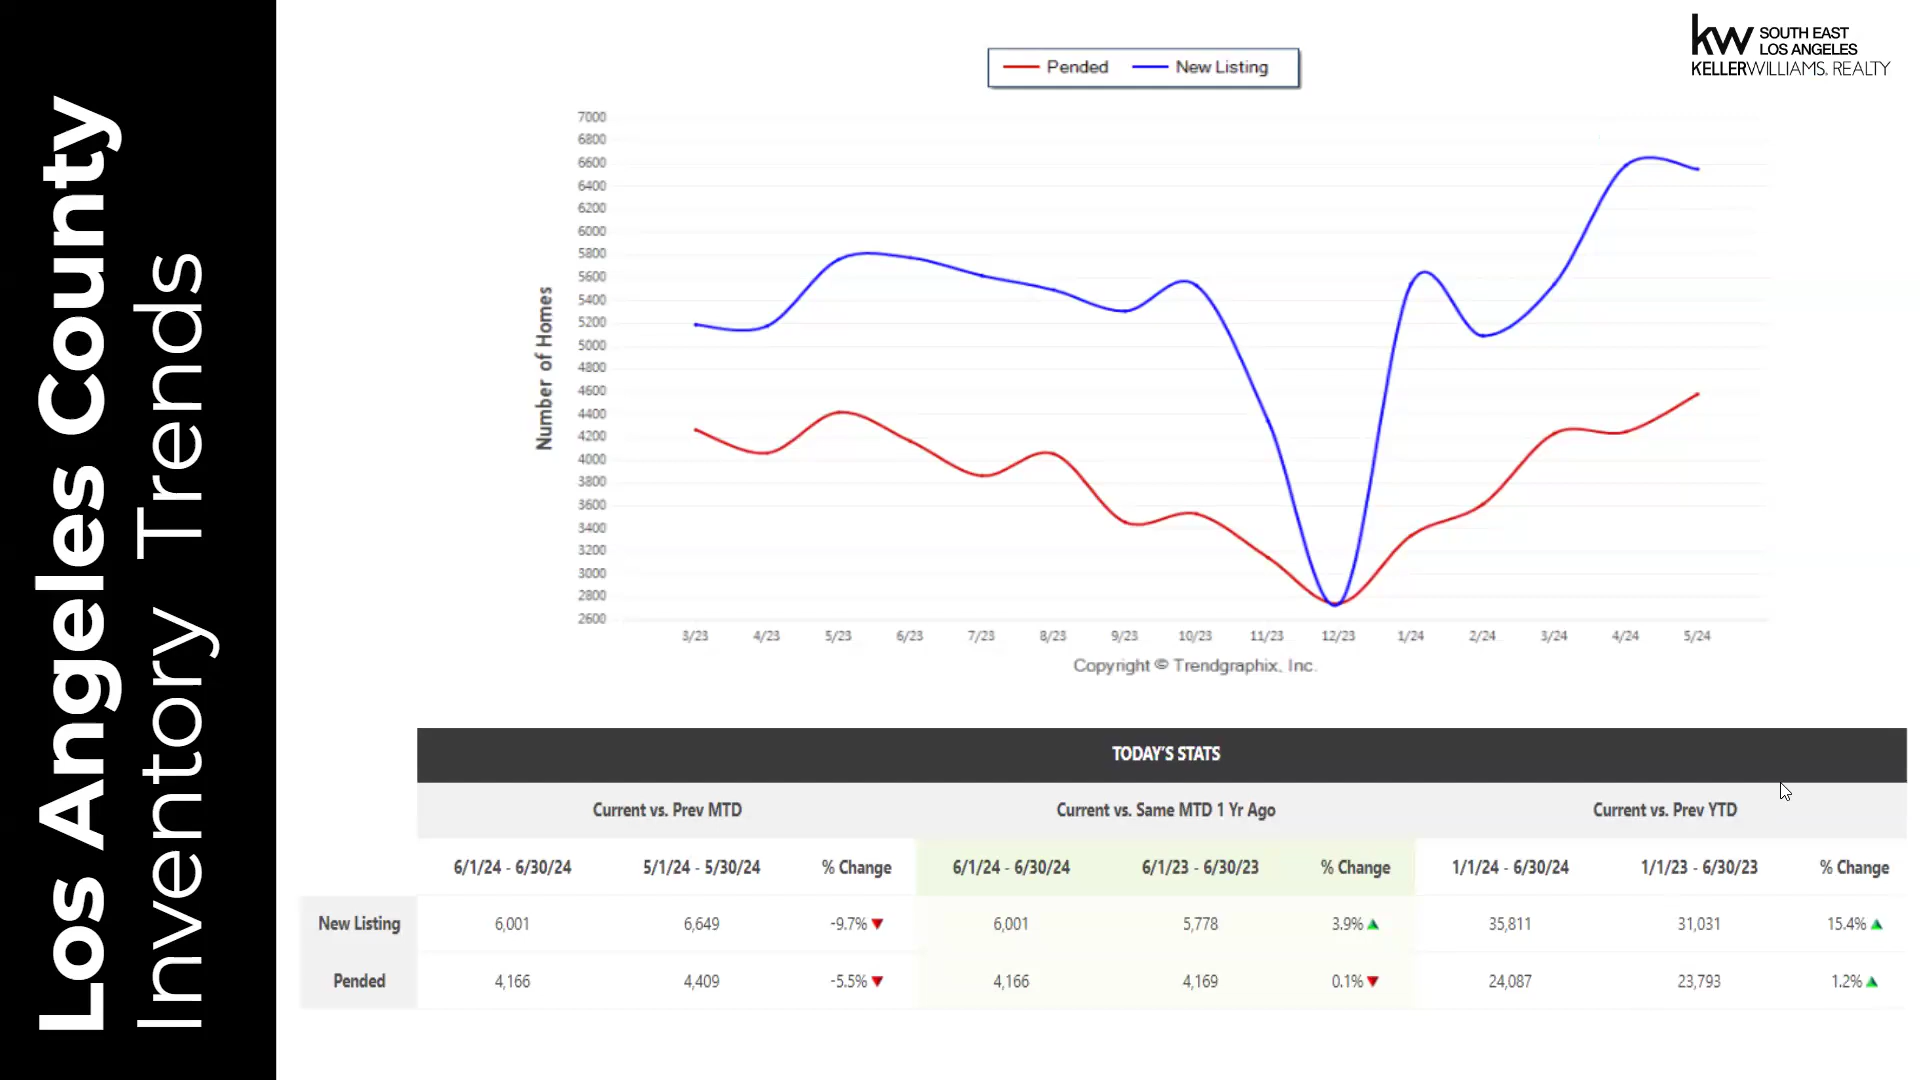 Los Angeles County
Inventory Trends
kw SOUTH EAST
LOS ANGELES
KELLERWILLIAMS. REALTY
Pended New Listing
7000
6800
6600
6400
6200
6000
5800
5600
5400
5200
5000
4800
4600
4400
4200
4000
3800
3600
3400
3200
3000
2800
2600
Number of Homes
3/23 4/23 5/23 6/23 7/23 8/23 9/23 10/23 11/23 12/23 1/24 2/24 3/24 4/24 5/24
Copyright © Trendgraphix, Inc.
TODAY'S STATS
Current vs. Prev MTD Current vs. Same MTD 1 Yr Ago Current vs. Prev YTD
6/1/24 - 6/30/24 5/1/24 - 5/30/24 % Change 6/1/24 - 6/30/24 6/1/23 - 6/30/23 % Change 1/1/24 - 6/30/24 1/1/23 - 6/30/23 % Change
New Listing 6,001 6,649 -9.7% 6,001 5,778 3.9% 35,811 31,031 15.4%
Pended 4,166 4,409 -5.5% 4,166 4,169 0.1% 24,087 23,793 1.2%